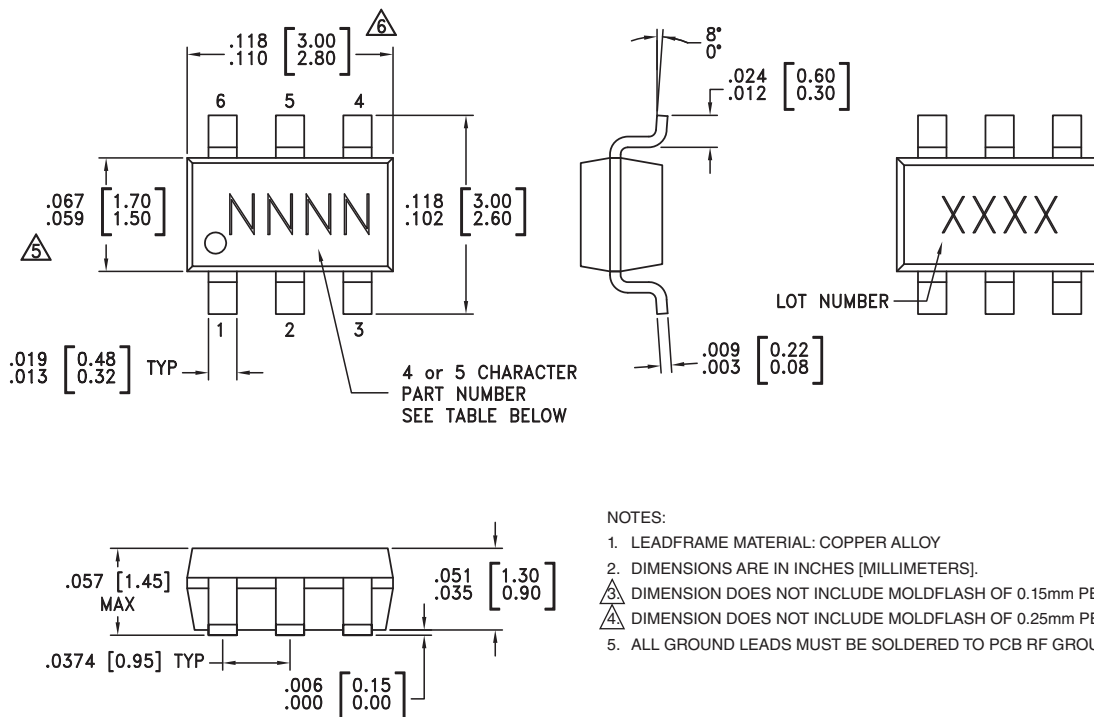 .118 [3.00]
.110 [2.80]
6
6 5 4
.067 [1.70]
.059 [1.50]
5
NNNN
.118 [3.00]
.102 [2.60]
1 2 3
.019 [0.48]
.013 [0.32] TYP
4 or 5 CHARACTER
PART NUMBER
SEE TABLE BELOW
8°
0°
.024 [0.60]
.012 [0.30]
.009 [0.22]
.003 [0.08]
XXXX
LOT NUMBER
.057 [1.45]
MAX
.051 [1.30]
.035 [0.90]
.0374 [0.95] TYP
.006 [0.15]
.000 [0.00]
NOTES:
1. LEADFRAME MATERIAL: COPPER ALLOY
2. DIMENSIONS ARE IN INCHES [MILLIMETERS].
3. DIMENSION DOES NOT INCLUDE MOLDFLASH OF 0.15mm
4. DIMENSION DOES NOT INCLUDE MOLDFLASH OF 0.25mm
5. ALL GROUND LEADS MUST BE SOLDERED TO PCB RF